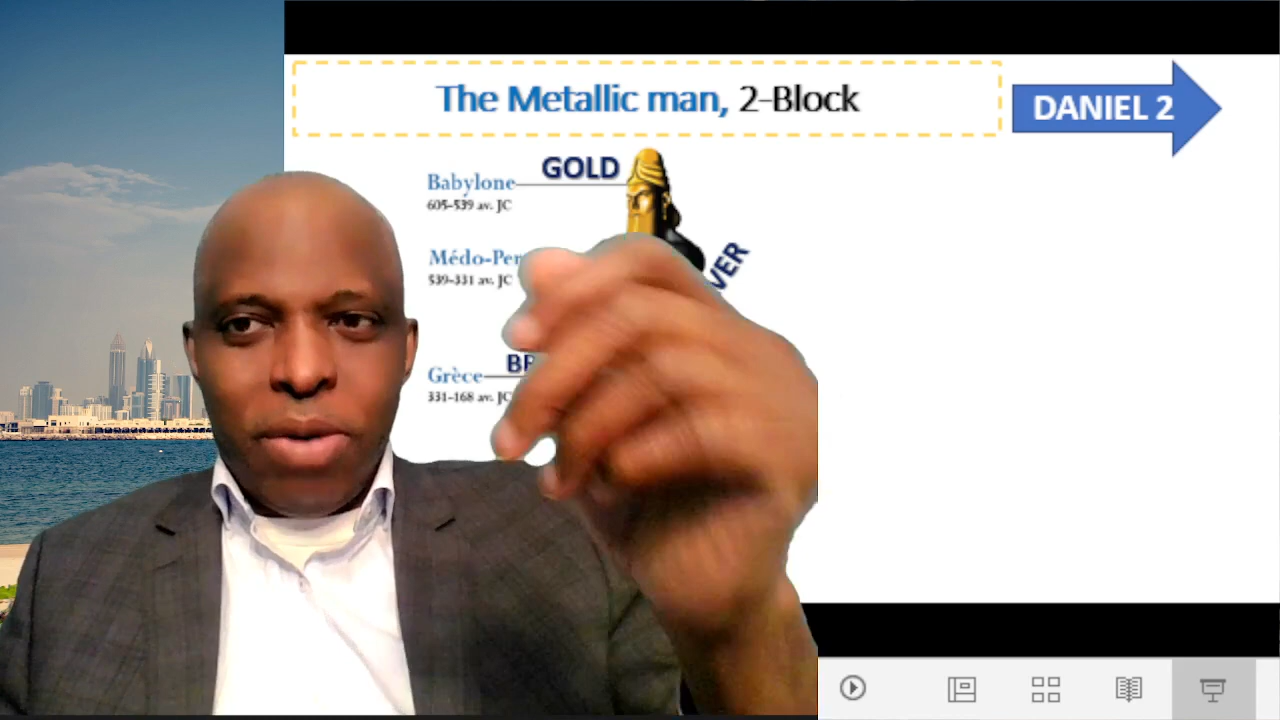 The Metallic man, 2-Block
DANIEL 2
GOLD
Babylone
605-539 av. JC
539-331 av. JC
Grèce
331-168 av. JC